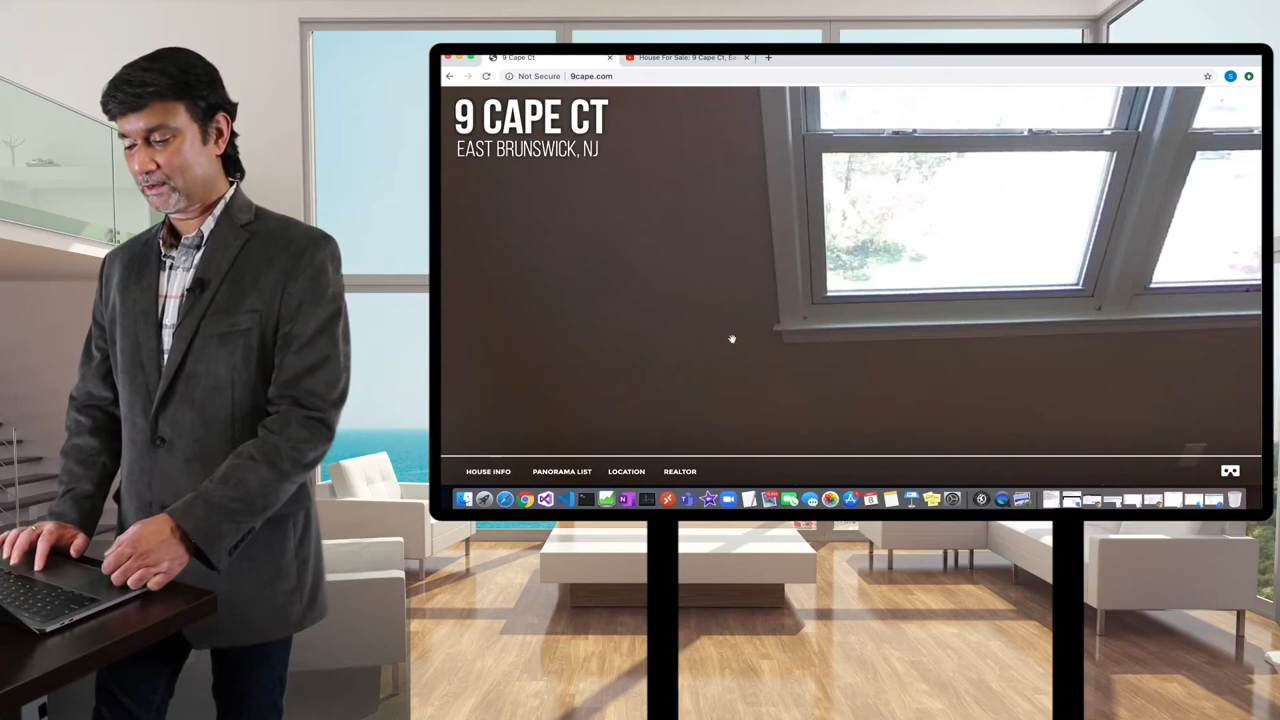 9 Cape Ct
House For Sale: 9 Cape Ct, Ea
Not Secure
9cape.com
S
9 CAPE CT
EAST BRUNSWICK, NJ
HOUSE INFO
PANORAMA LIST
LOCATION
REALTOR
8